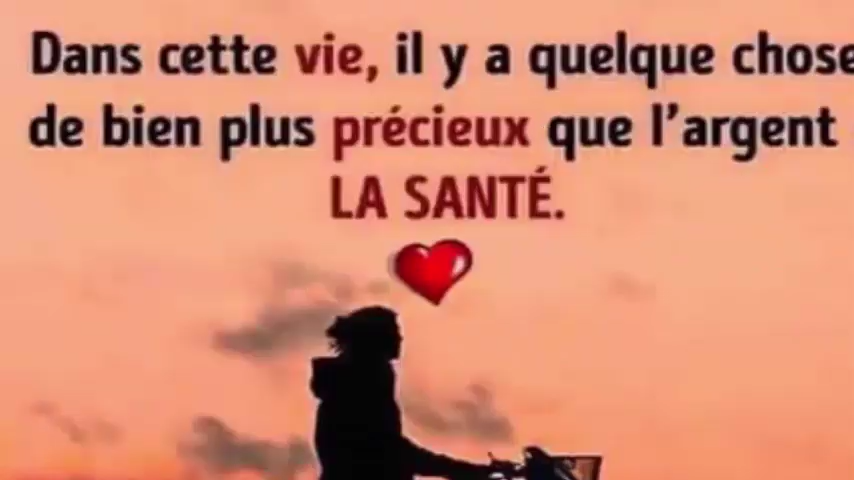 Dans cette vie, il y a quelque chose
de bien plus précieux que l'argent
LA SANTÉ.